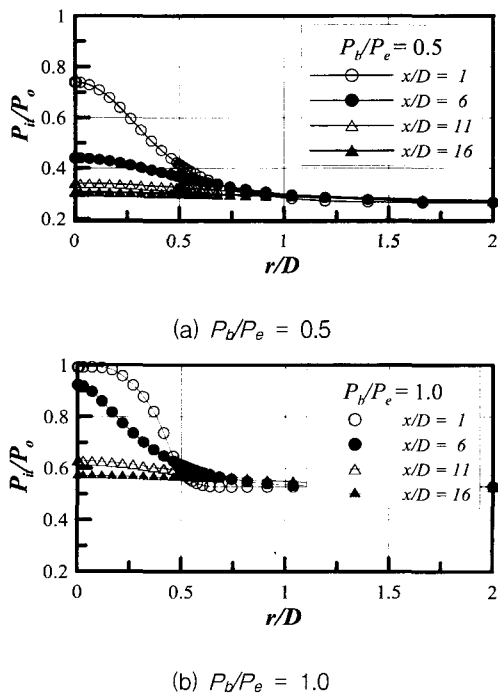 P_b/P_e = 0.5
x/D = 1
x/D = 6
x/D = 11
x/D = 16
P_it/P_o
1
0.8
0.6
0.4
0.2
0
0.5
1
1.5
2
r/D
(a) P_b/P_e = 0.5
P_b/P_e = 1.0
x/D = 1
x/D = 6
x/D = 11
x/D = 16
P_it/P_o
1
0.8
0.6
0.4
0.2
0
0.5
1
1.5
2
r/D
(b) P_b/P_e = 1.0